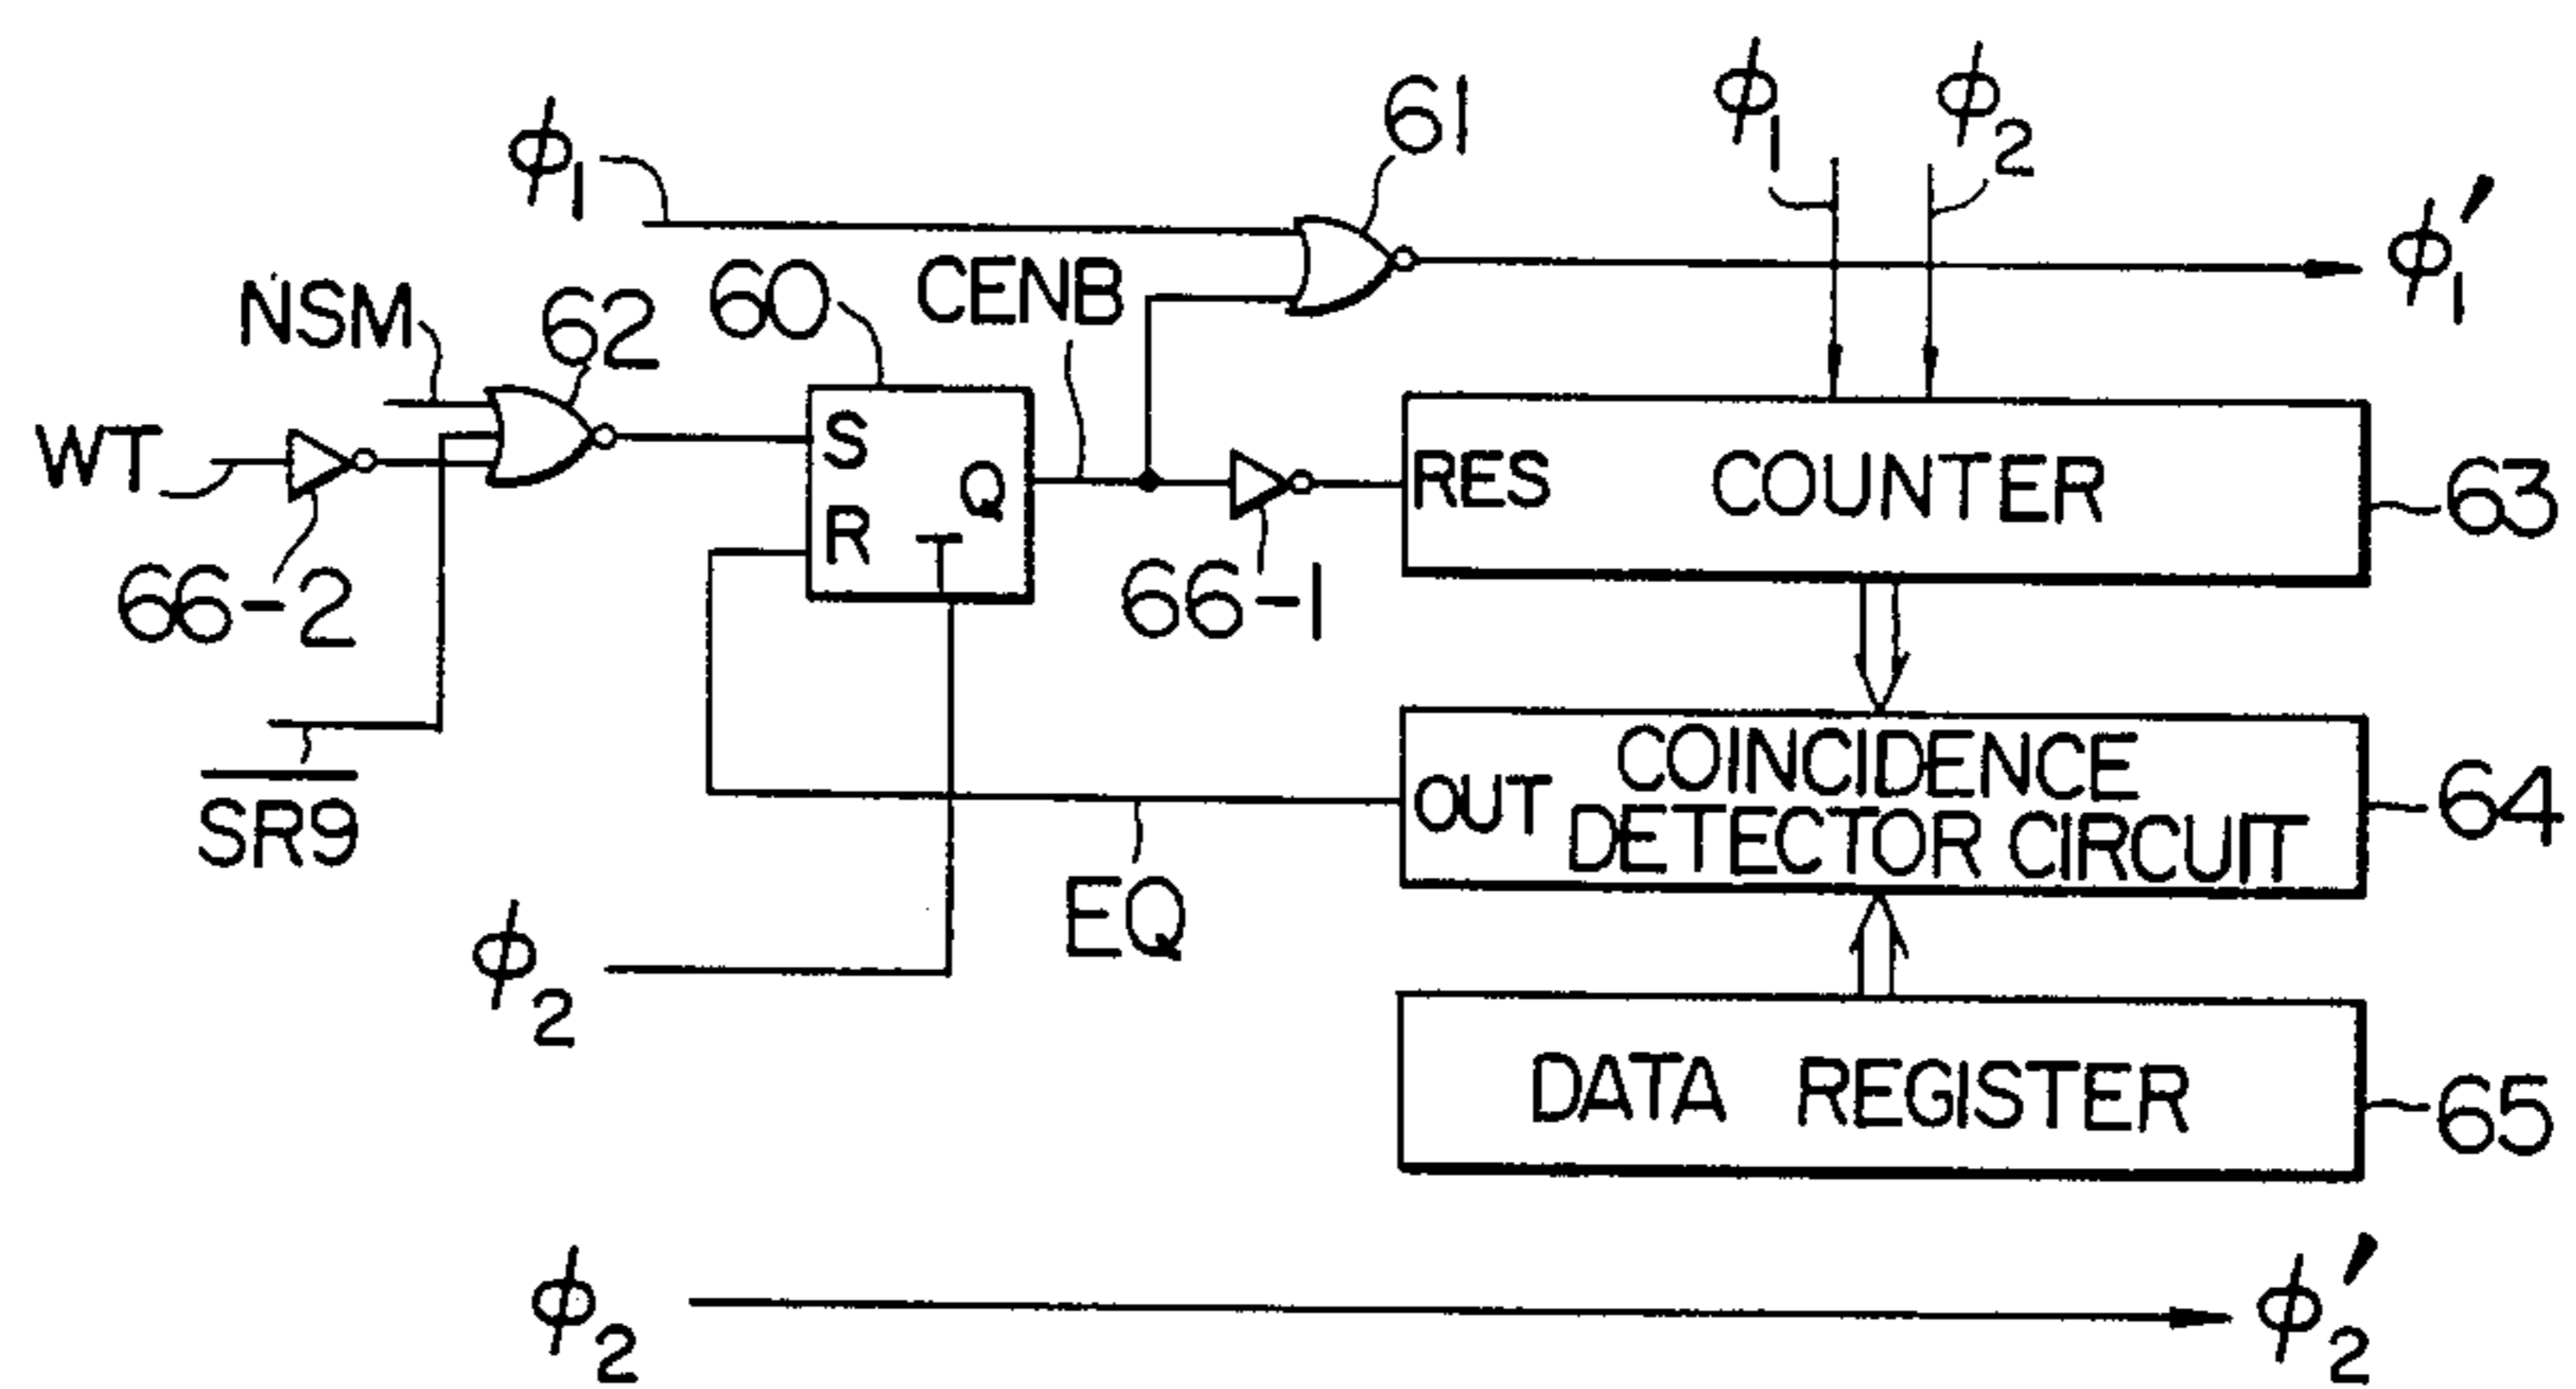 ϕ1
61
ϕ1
ϕ2
ϕ1'
NSM
62
60
CENB
WT
S
R
Q
T
RES
COUNTER
63
66-2
66-1
S̅R̅9̅
OUT
COINCIDENCE
DETECTOR CIRCUIT
64
EQ
ϕ2
DATA REGISTER
65
ϕ2
ϕ2'